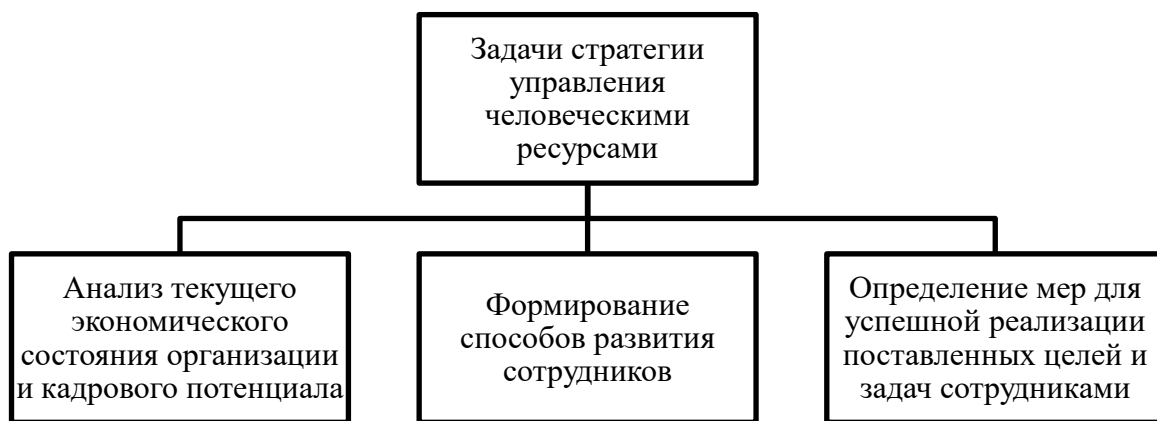 Задачи стратегии
управления
человеческими
ресурсами
Анализ текущего
экономического
состояния организации
и кадрового потенциала
Формирование
способов развития
сотрудников
Определение мер для
успешной реализации
поставленных целей и
задач сотрудниками